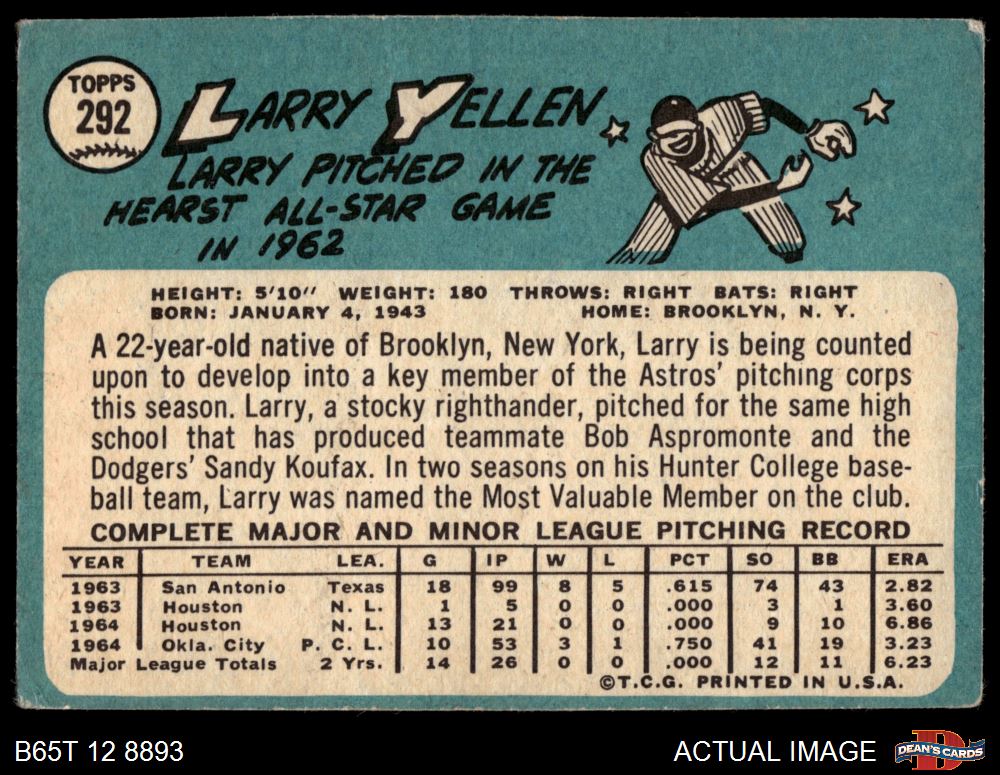 TOPPS
292
LARRY YELLEN
LARRY PITCHED IN THE
HEARST ALL-STAR GAME
IN 1962
HEIGHT: 5'10" WEIGHT: 180 THROWS: RIGHT BATS: RIGHT
BORN: JANUARY 4, 1943 HOME: BROOKLYN, N. Y.
A 22-year-old native of Brooklyn, New York, Larry is being counted
upon to develop into a key member of the Astros' pitching corps
this season. Larry, a stocky righthander, pitched for the same high
school that has produced teammate Bob Aspromonte and the
Dodgers' Sandy Koufax. In two seasons on his Hunter College base-
ball team, Larry was named the Most Valuable Member on the club.
COMPLETE MAJOR AND MINOR LEAGUE PITCHING RECORD
YEAR TEAM LEA. G IP W L PCT SO BB ERA
1963 San Antonio Texas 18 99 8 5 .615 74 43 2.82
1963 Houston N. L. 1 5 0 0 .000 3 1 3.60
1964 Houston N. L. 13 21 0 0 .000 9 10 6.86
1964 Okla. City P. C. L. 10 53 3 1 .750 41 19 3.23
Major League Totals 2 Yrs. 14 26 0 0 .000 12 11 6.23
©T.C.G. PRINTED IN U.S.A.
B65T 12 8893 ACTUAL IMAGE D DEAN'S CARDS